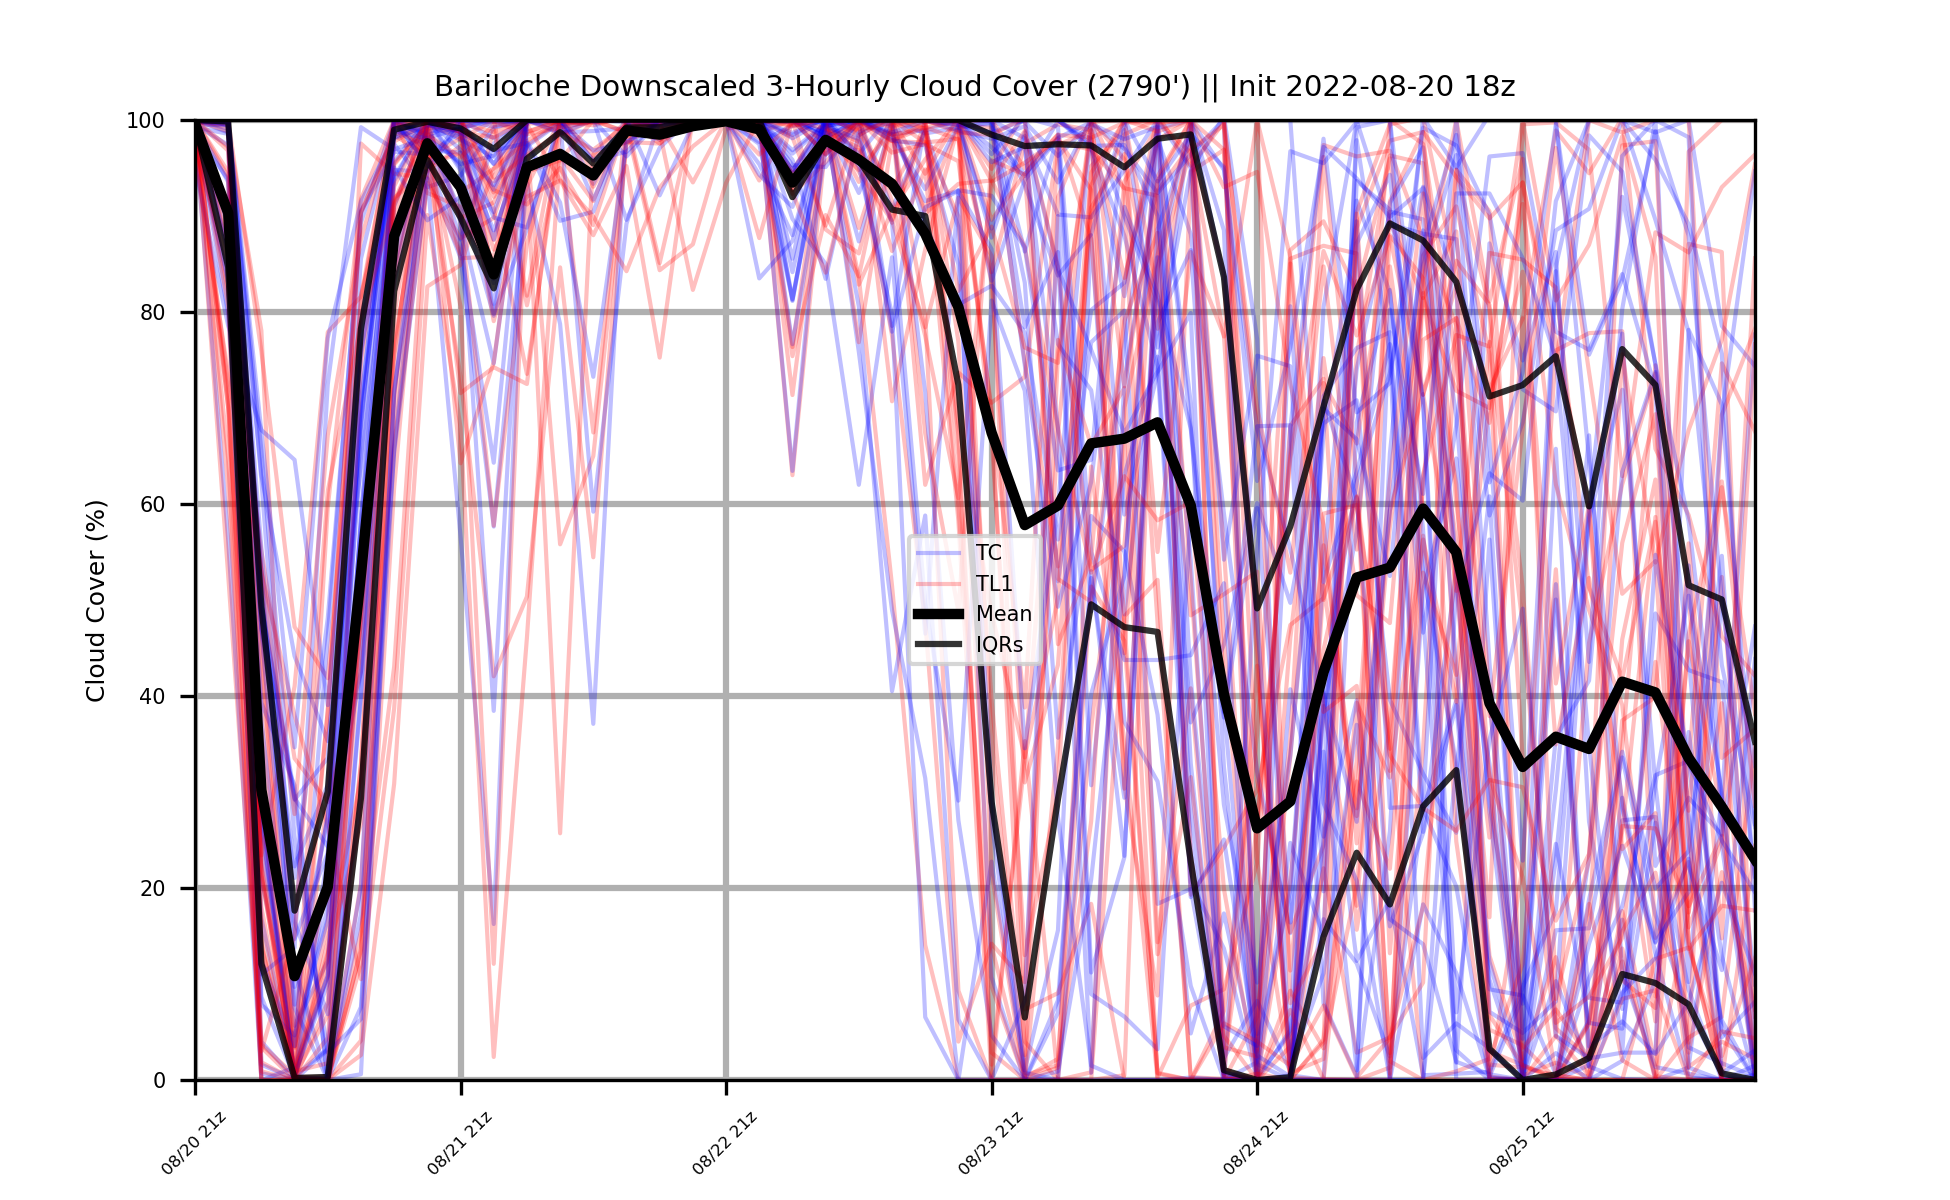 Bariloche Downscaled 3-Hourly Cloud Cover (2790') || Init 2022-08-20 18z
Cloud Cover (%)
100
80
60
40
20
0
TC
TL1
Mean
IQRs
08/20 21z
08/21 21z
08/22 21z
08/23 21z
08/24 21z
08/25 21z